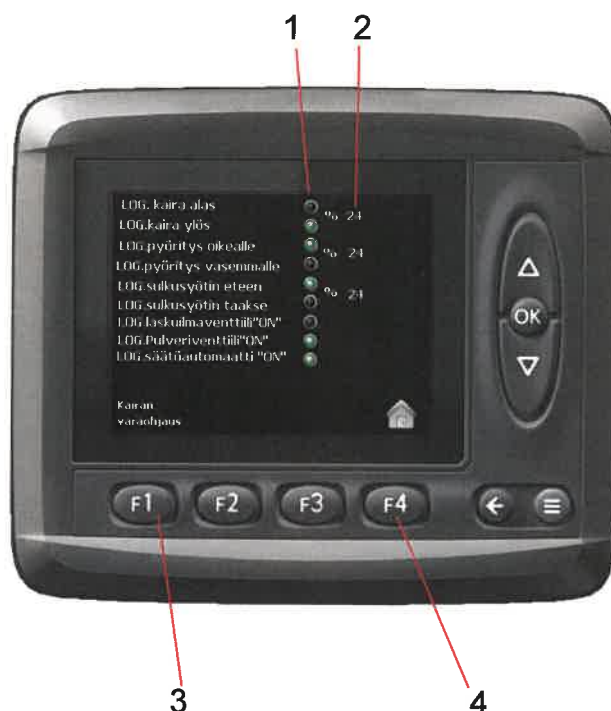 1 2
LOG. kaira alas
% 24
LOG.kaira ylös
LOG.pyöritys oikealle
% 24
LOG.pyöritys vasemmalle
LOG.sulkusyötin eteen
% 24
LOG.sulkusyötin taakse
LOG.laskuilmaventtiili"ON"
LOG.Pulveriventtiili"ON"
LOG.säätöautomaatti "ON"
Kairan
varaohjaus
OK
F1 F2 F3 F4
3 4